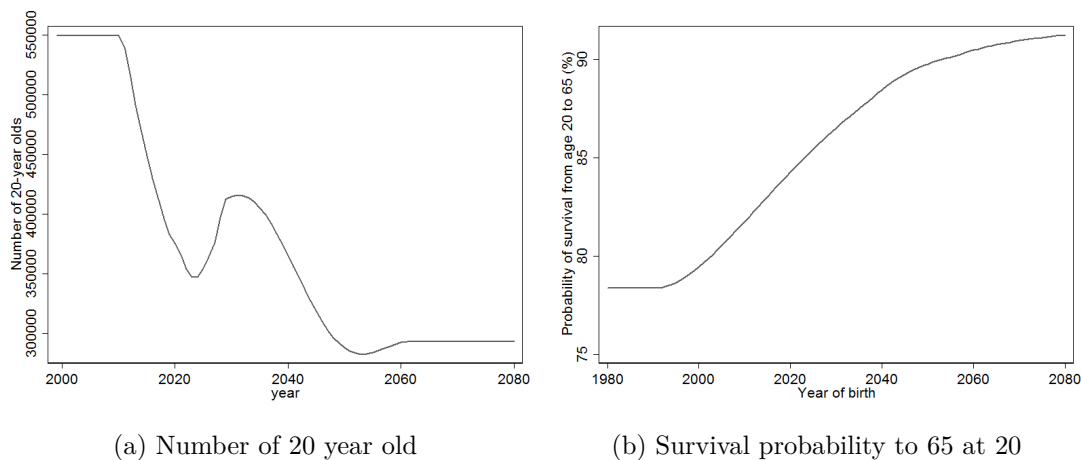 Number of 20-year olds
550000
500000
450000
400000
350000
300000
2000 2020 2040 2060 2080
year
(a) Number of 20 year old
Probability of survival from age 20 to 65 (%)
90
85
80
75
1980 2000 2020 2040 2060 2080
Year of birth
(b) Survival probability to 65 at 20